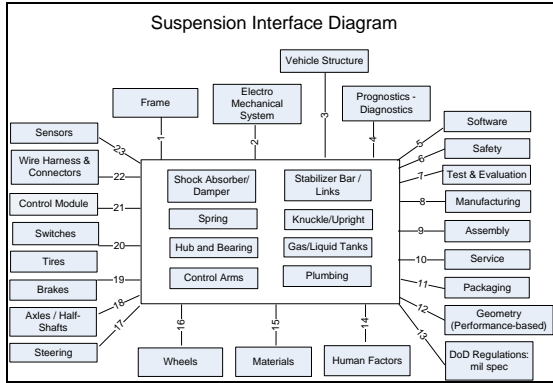 Suspension Interface Diagram
Vehicle Structure
Electro
Mechanical
System
Prognostics -
Diagnostics
Frame
1
2
3
4
Sensors
Wire Harness &
Connectors
Control Module
Switches
Tires
Brakes
Axles / Half-
Shafts
Steering
23
22
21
20
19
18
17
Shock Absorber/
Damper
Spring
Hub and Bearing
Control Arms
Stabilizer Bar /
Links
Knuckle/Upright
Gas/Liquid Tanks
Plumbing
5
6
7
8
9
10
11
12
13
Software
Safety
Test & Evaluation
Manufacturing
Assembly
Service
Packaging
Geometry
(Performance-based)
DoD Regulations:
mil spec
16
15
14
Wheels
Materials
Human Factors